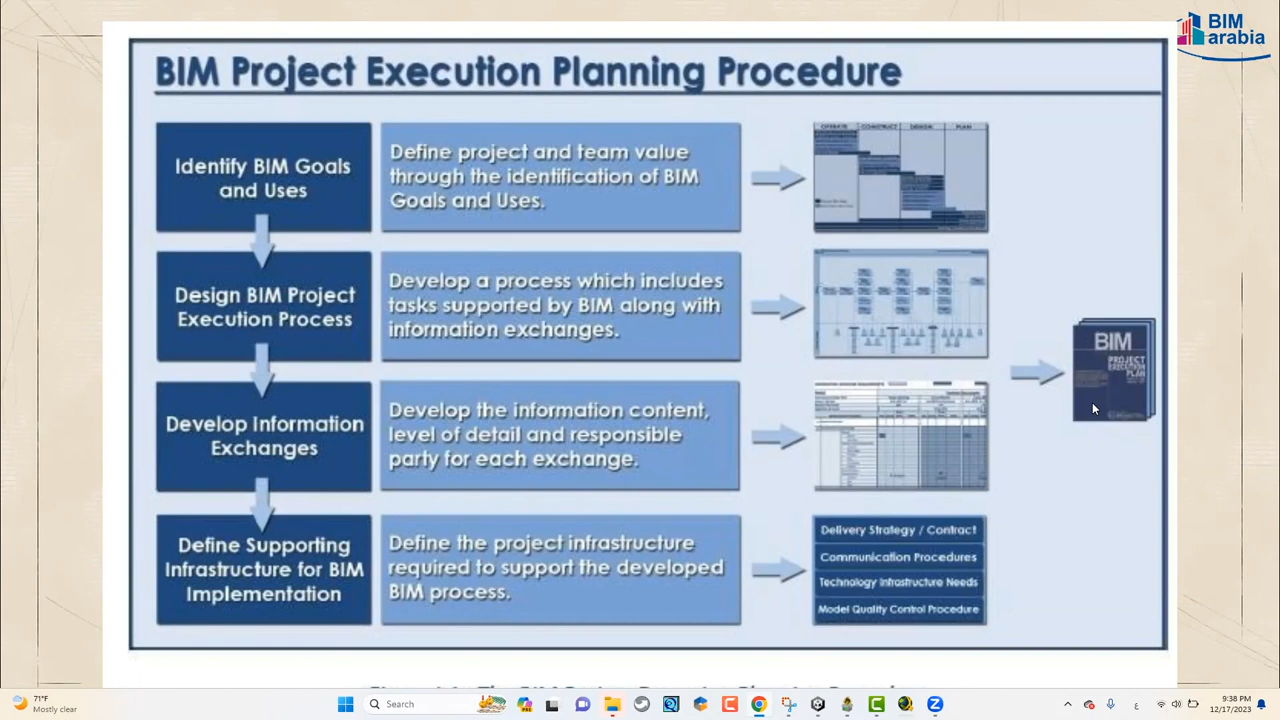 BIM
arabia
BIM Project Execution Planning Procedure
Identify BIM Goals
and Uses
Define project and team value
through the identification of BIM
Goals and Uses.
OPERATE CONSTRUCT DESIGN PLAN
Design BIM Project
Execution Process
Develop a process which includes
tasks supported by BIM along with
information exchanges.
Develop Information
Exchanges
Develop the information content,
level of detail and responsible
party for each exchange.
Define Supporting
Infrastructure for BIM
Implementation
Define the project infrastructure
required to support the developed
BIM process.
Delivery Strategy / Contract
Communication Procedures
Technology Infrastructure Needs
Model Quality Control Procedure
BIM
PROJECT
EXECUTION
PLAN
71°F
Mostly clear
Search
ع
9:38 PM
12/17/2023